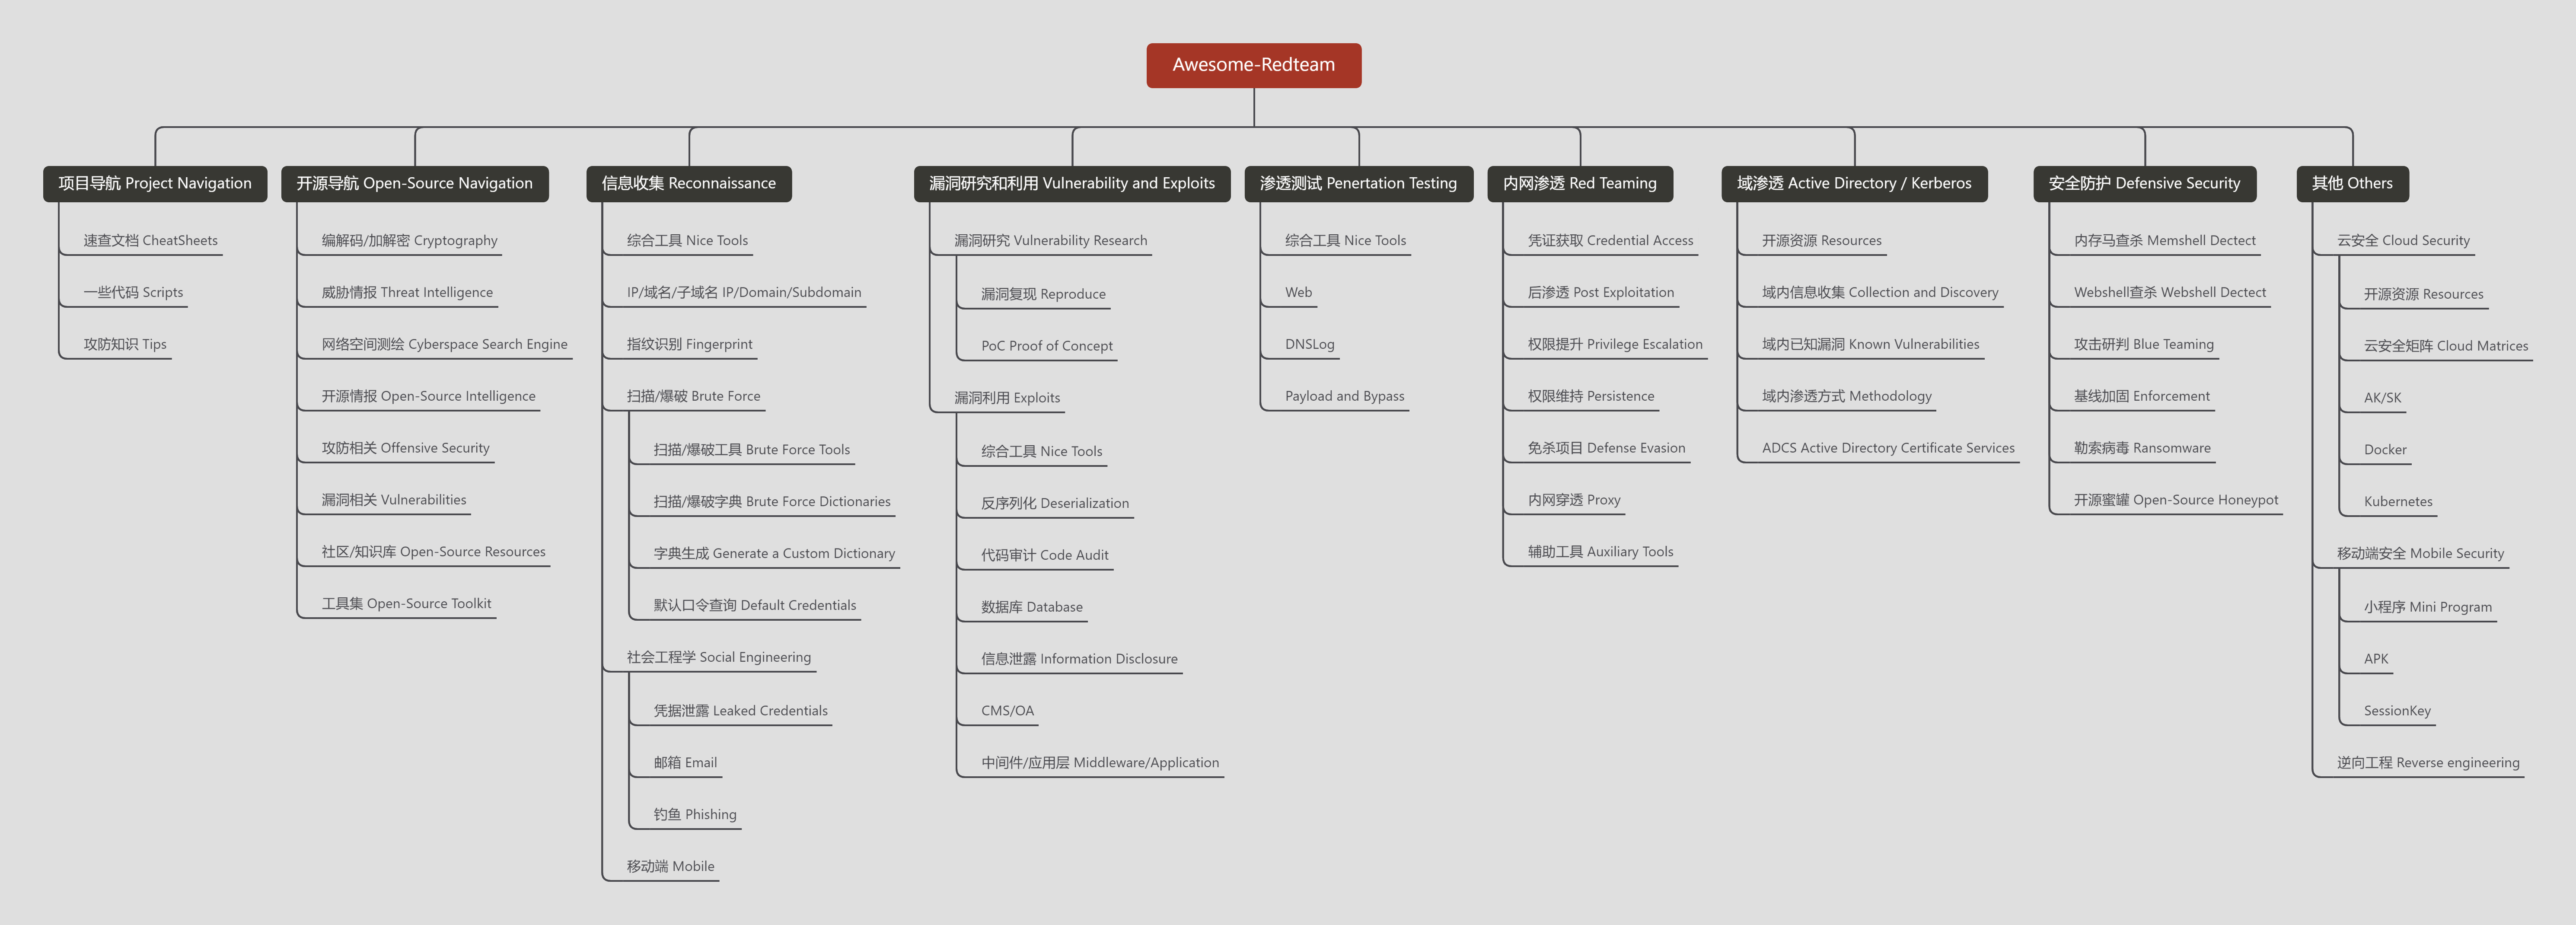 Awesome-Redteam
项目导航 Project Navigation
速查文档 CheatSheets
一些代码 Scripts
攻防知识 Tips
开源导航 Open-Source Navigation
编解码/加解密 Cryptography
威胁情报 Threat Intelligence
网络空间测绘 Cyberspace Search Engine
开源情报 Open-Source Intelligence
攻防相关 Offensive Security
漏洞相关 Vulnerabilities
社区/知识库 Open-Source Resources
工具集 Open-Source Toolkit
信息收集 Reconnaissance
综合工具 Nice Tools
IP/域名/子域名 IP/Domain/Subdomain
指纹识别 Fingerprint
扫描/爆破 Brute Force
扫描/爆破工具 Brute Force Tools
扫描/爆破字典 Brute Force Dictionaries
字典生成 Generate a Custom Dictionary
默认口令查询 Default Credentials
社会工程学 Social Engineering
凭据泄露 Leaked Credentials
邮箱 Email
钓鱼 Phishing
移动端 Mobile
漏洞研究和利用 Vulnerability and Exploits
漏洞研究 Vulnerability Research
漏洞复现 Reproduce
PoC Proof of Concept
漏洞利用 Exploits
综合工具 Nice Tools
反序列化 Deserialization
代码审计 Code Audit
数据库 Database
信息泄露 Information Disclosure
CMS/OA
中间件/应用层 Middleware/Application
渗透测试 Penertation Testing
综合工具 Nice Tools
Web
DNSLog
Payload and Bypass
内网渗透 Red Teaming
凭证获取 Credential Access
后渗透 Post Exploitation
权限提升 Privilege Escalation
权限维持 Persistence
免杀项目 Defense Evasion
内网穿透 Proxy
辅助工具 Auxiliary Tools
域渗透 Active Directory / Kerberos
开源资源 Resources
域内信息收集 Collection and Discovery
域内已知漏洞 Known Vulnerabilities
域内渗透方式 Methodology
ADCS Active Directory Certificate Services
安全防护 Defensive Security
内存马查杀 Memshell Dectect
Webshell查杀 Webshell Dectect
攻击研判 Blue Teaming
基线加固 Enforcement
勒索病毒 Ransomware
开源蜜罐 Open-Source Honeypot
其他 Others
云安全 Cloud Security
开源资源 Resources
云安全矩阵 Cloud Matrices
AK/SK
Docker
Kubernetes
移动端安全 Mobile Security
小程序 Mini Program
APK
SessionKey
逆向工程 Reverse engineering